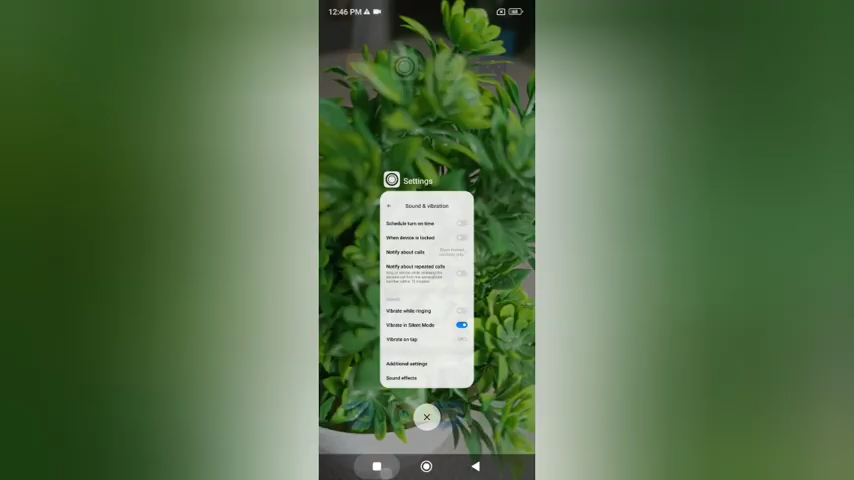 12:46 PM
Settings
Sound & vibration
Schedule turn on time
When device is locked
Notify about calls
Notify about repeated calls
Vibrate while ringing
Vibrate in Silent Mode
Vibrate on tap
Additional settings
Sound effects